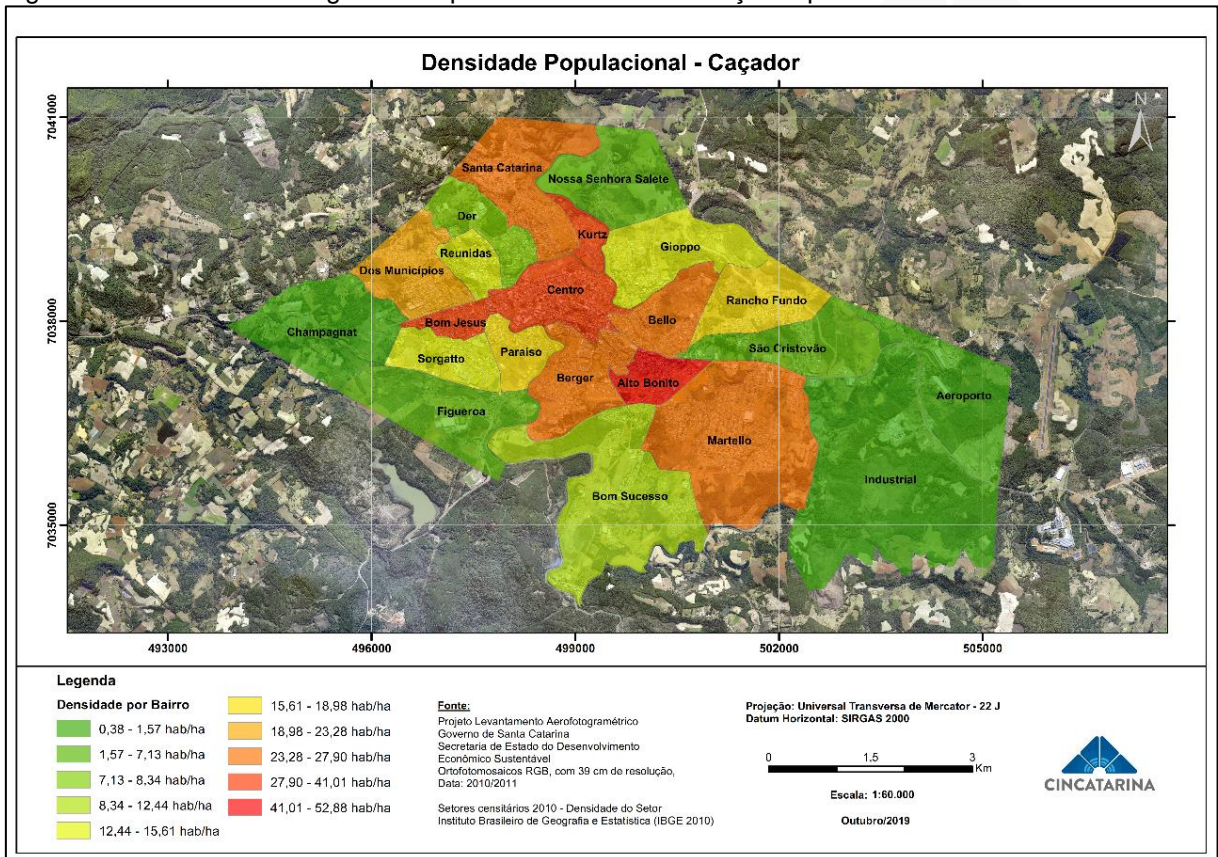 Densidade Populacional - Caçador
N
7041000
7038000
7035000
Santa Catarina
Nossa Senhora Salete
Der
Kurtz
Gioppo
Reunidas
Dos Municípios
Centro
Rancho Fundo
Bom Jesus
Bello
Champagnat
São Cristovão
Sorgatto
Paraiso
Berger
Alto Bonito
Aeroporto
Figueroa
Martello
Industrial
Bom Sucesso
493000
496000
499000
502000
505000
Legenda
Densidade por Bairro
0,38 - 1,57 hab/ha
1,57 - 7,13 hab/ha
7,13 - 8,34 hab/ha
8,34 - 12,44 hab/ha
12,44 - 15,61 hab/ha
15,61 - 18,98 hab/ha
18,98 - 23,28 hab/ha
23,28 - 27,90 hab/ha
27,90 - 41,01 hab/ha
41,01 - 52,88 hab/ha
Fonte:
Projeto Levantamento Aerofotogramétrico
Governo de Santa Catarina
Secretaria de Estado do Desenvolvimento
Econômico Sustentável
Ortofotomosaicos RGB, com 39 cm de resolução,
Data: 2010/2011
Setores censitários 2010 - Densidade do Setor
Instituto Brasileiro de Geografia e Estatística (IBGE 2010)
Projeção: Universal Transversa de Mercator - 22 J
Datum Horizontal: SIRGAS 2000
0 1,5 3
Km
Escala: 1:60.000
Outubro/2019
CINCATARINA